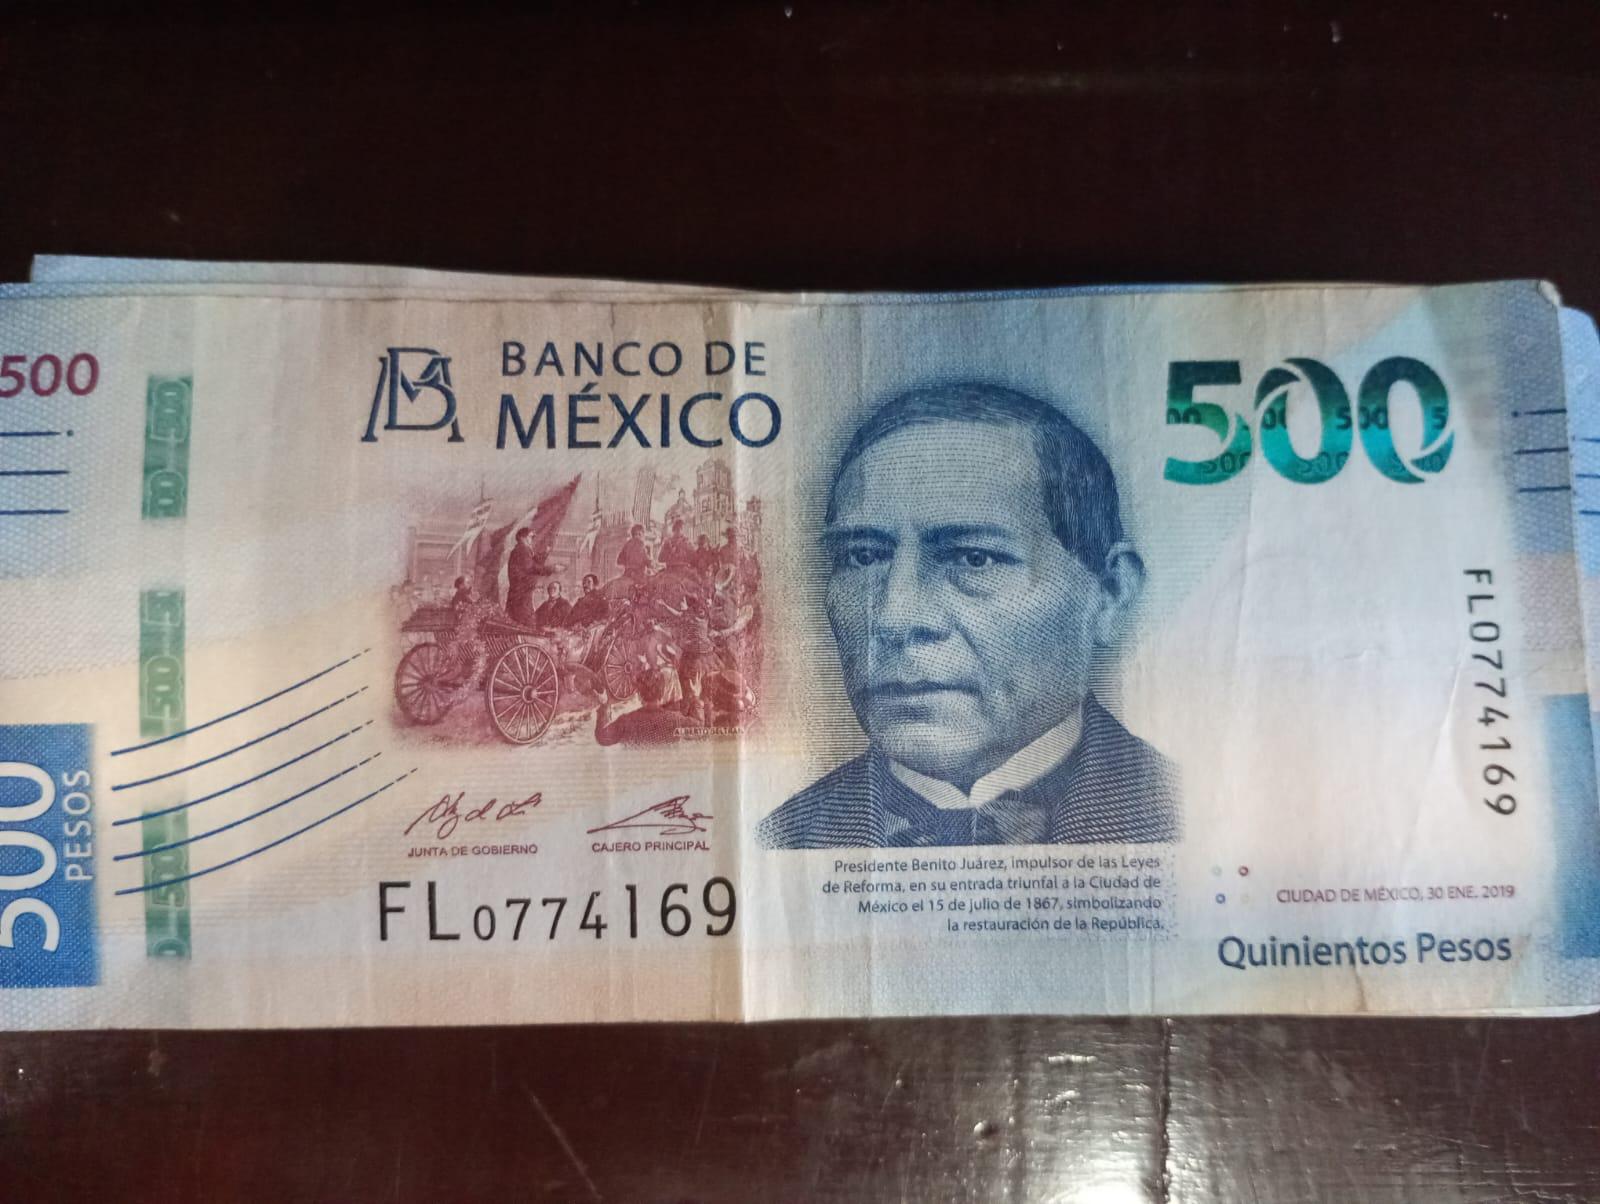 500
BANCO DE
MÉXICO
500
500 PESOS
ALBERTO BELTRÁN
JUNTA DE GOBIERNO
CAJERO PRINCIPAL
FL0774169
Presidente Benito Juárez, impulsor de las Leyes
de Reforma, en su entrada triunfal a la Ciudad de
México el 15 de julio de 1867, simbolizando
la restauración de la República.
FL0774169
CIUDAD DE MÉXICO, 30 ENE. 2019
Quinientos Pesos